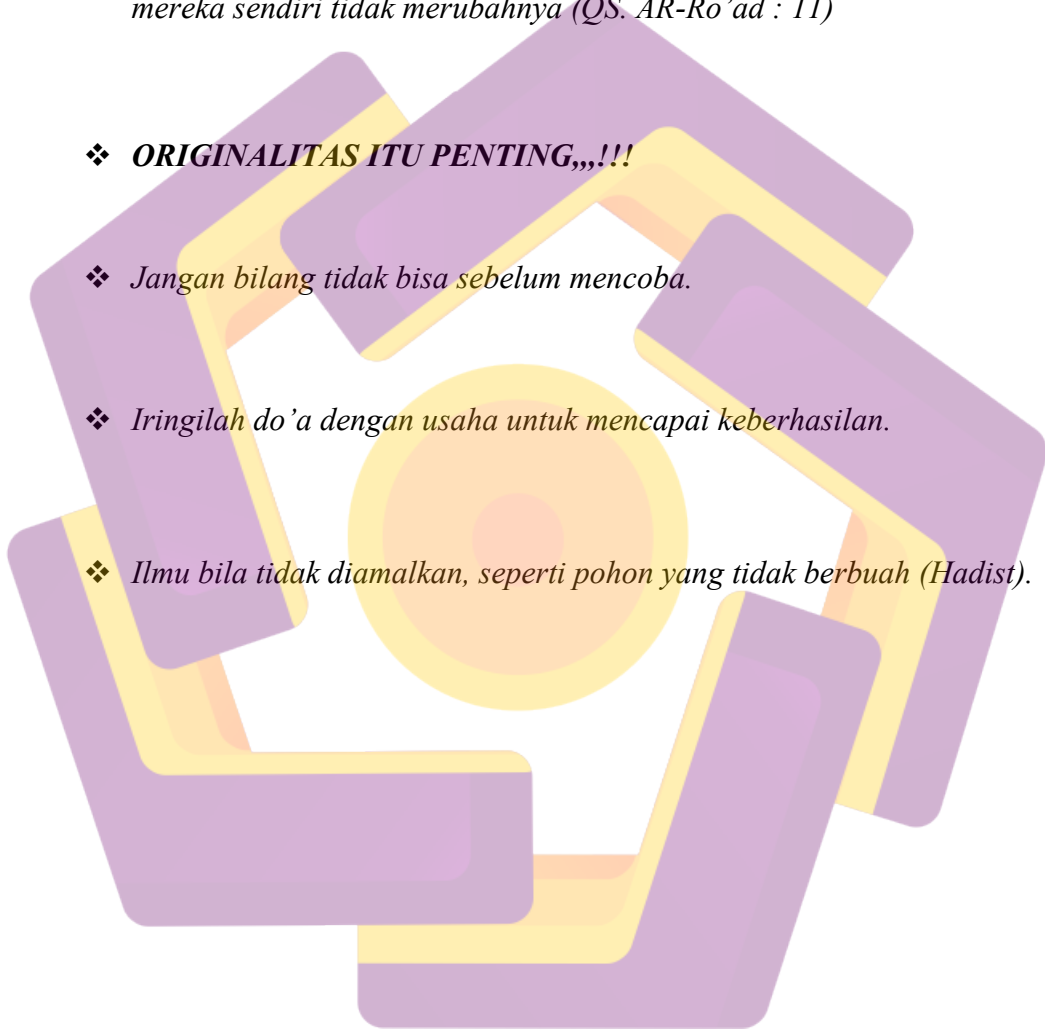 mereka sendiri tidak merubahnya (QS. AR-Ro’ad : 11)
❖ ORIGINALITAS ITU PENTING,,,!!!
❖ Jangan bilang tidak bisa sebelum mencoba.
❖ Iringilah do’a dengan usaha untuk mencapai keberhasilan.
❖ Ilmu bila tidak diamalkan, seperti pohon yang tidak berbuah (Hadist).